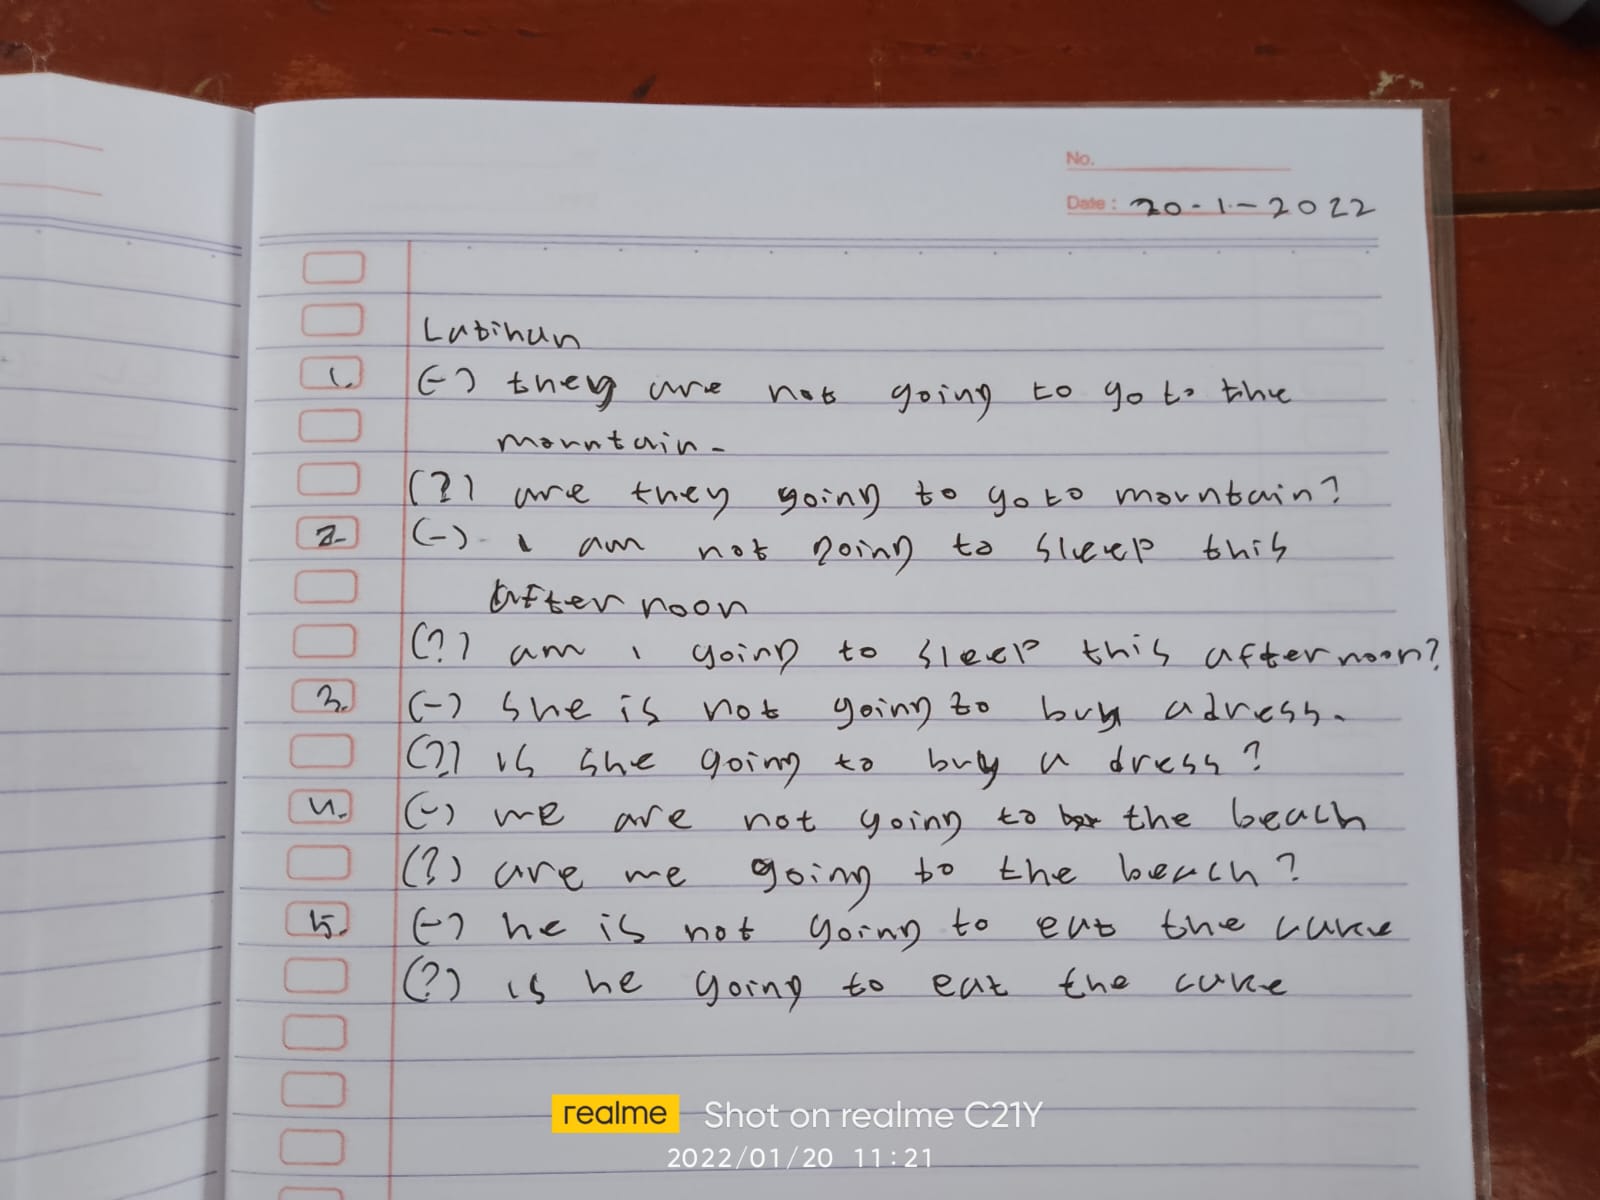 No.
Date: 20-1-2022
Latihan
1. (-) they are not going to go to the
mountain-
(?) are they going to go to mountain?
2. (-) i am not going to sleep this
afternoon
(?) am i going to sleep this afternoon?
3. (-) she is not going to buy adress.
(?) is she going to buy a dress?
4. (-) we are not going to the beach
(?) are we going to the beach?
5. (-) he is not going to eat the cake
(?) is he going to eat the cake
realme Shot on realme C21Y
2022/01/20 11:21